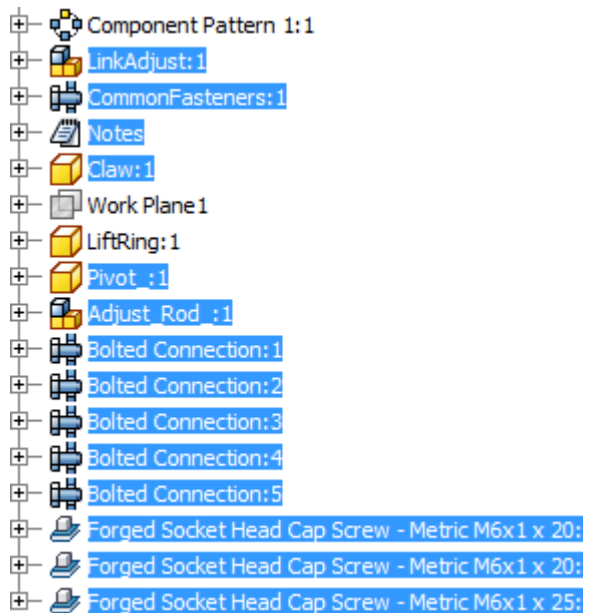 Component Pattern 1:1
LinkAdjust:1
CommonFasteners:1
Notes
Claw:1
Work Plane1
LiftRing:1
Pivot_:1
Adjust_Rod_:1
Bolted Connection:1
Bolted Connection:2
Bolted Connection:3
Bolted Connection:4
Bolted Connection:5
Forged Socket Head Cap Screw - Metric M6x1 x 20:
Forged Socket Head Cap Screw - Metric M6x1 x 20:
Forged Socket Head Cap Screw - Metric M6x1 x 25: